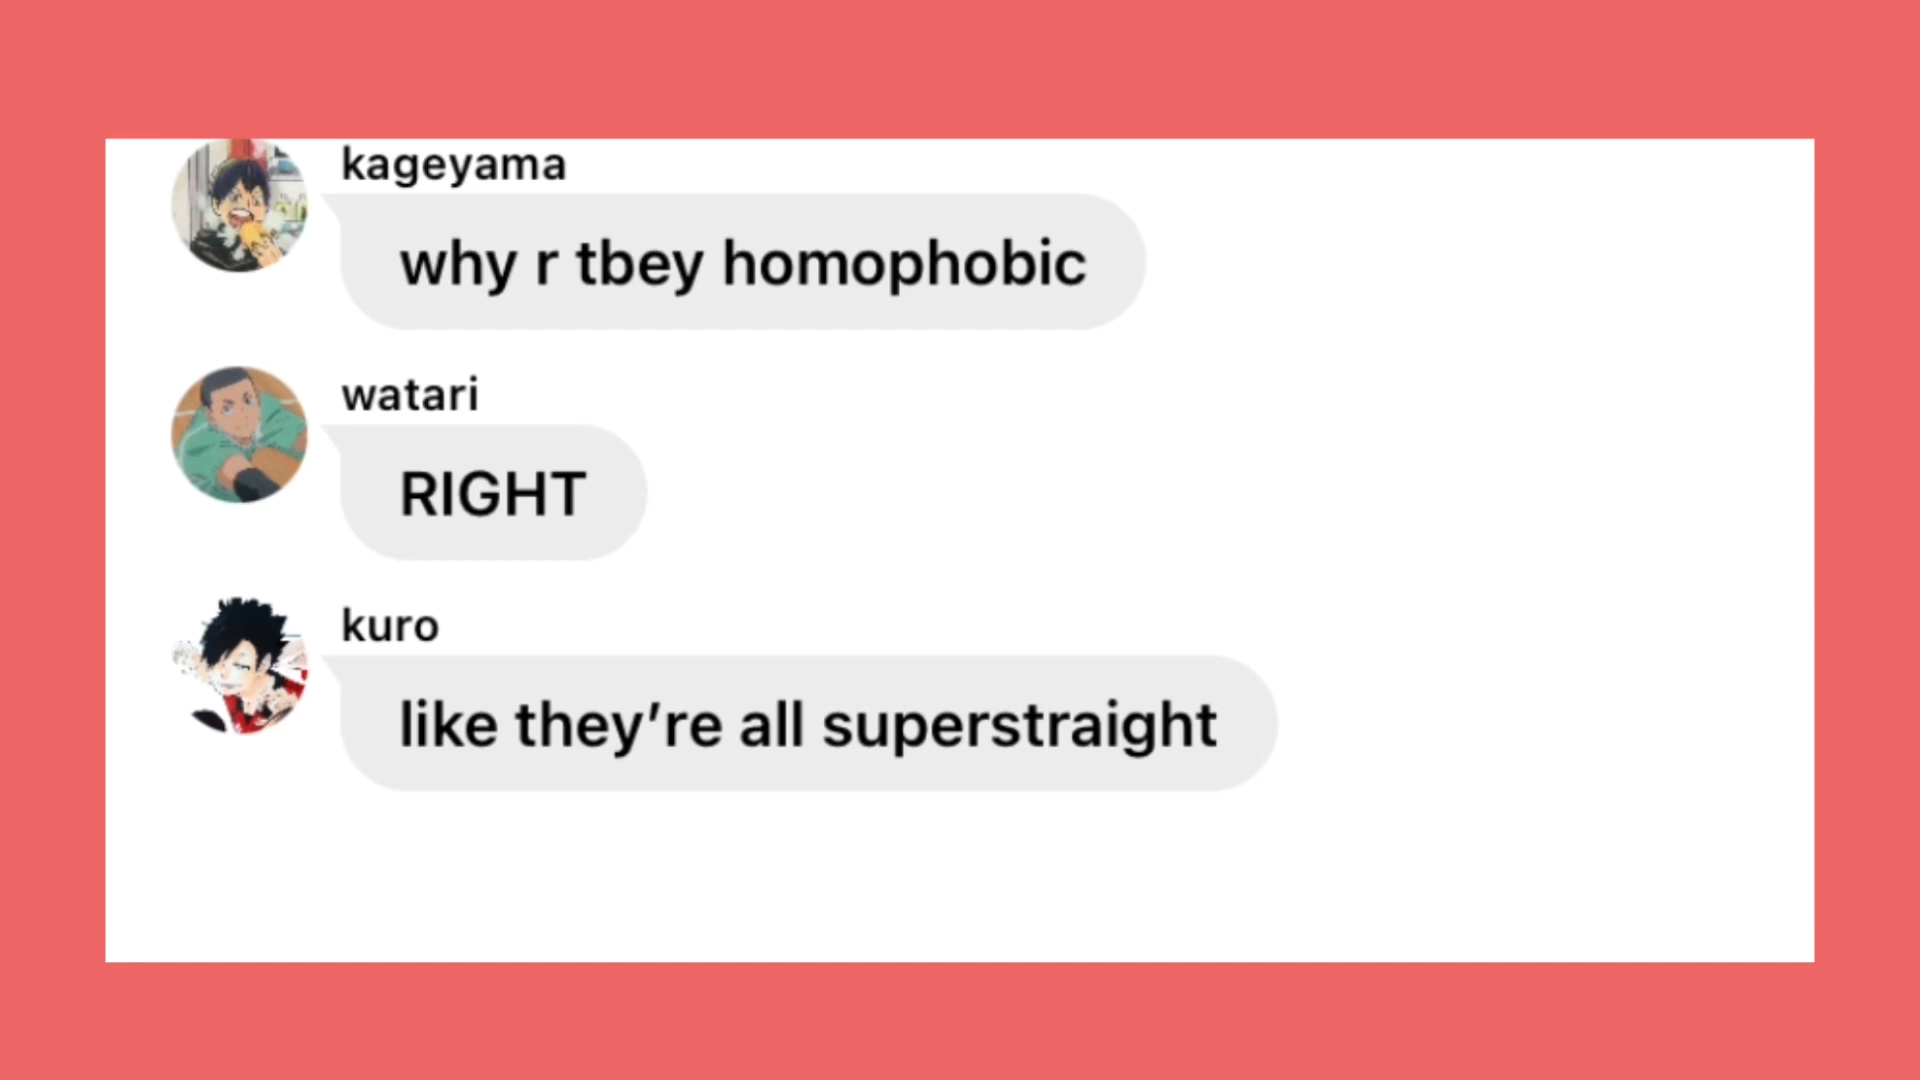 kageyama
why r tbey homophobic
watari
RIGHT
kuro
like they’re all superstraight